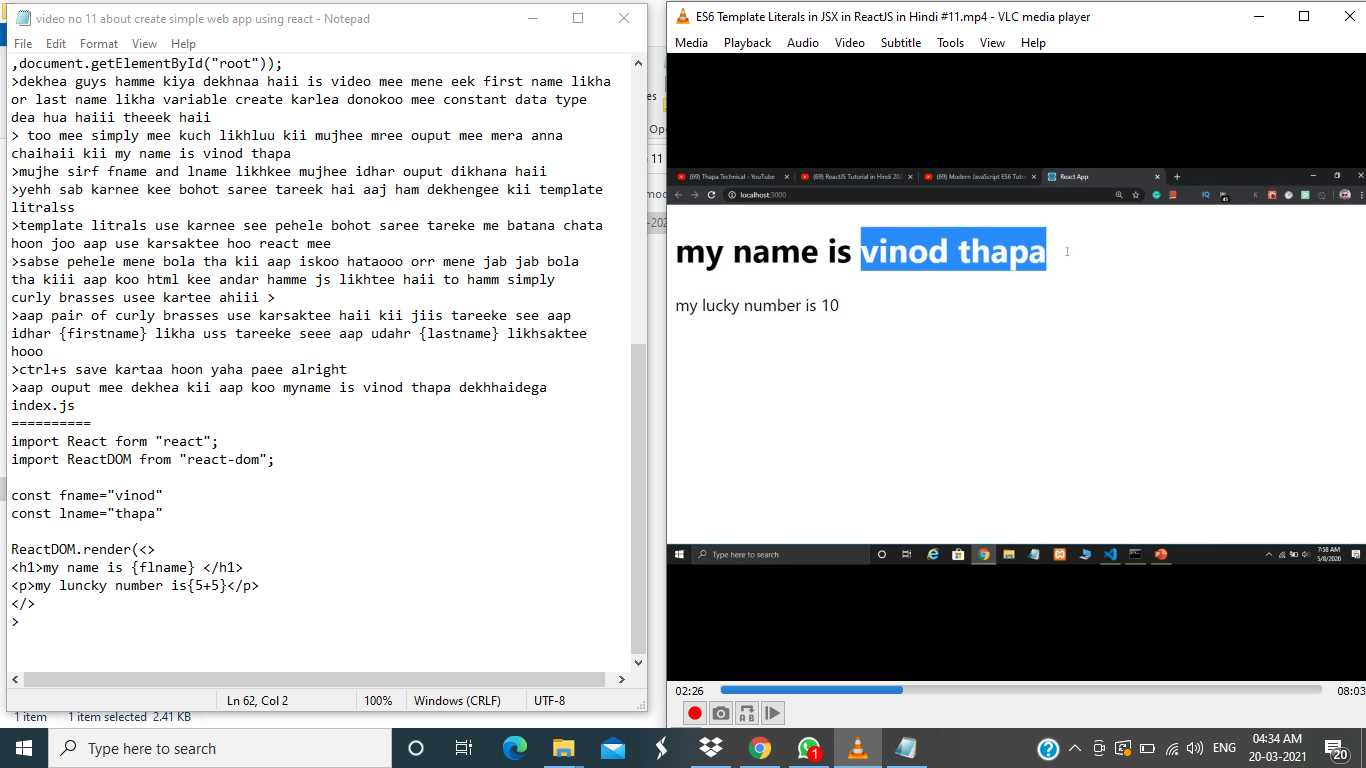 video no 11 about create simple web app using react - Notepad
File Edit Format View Help
,document.getElementById("root"));
>dekhea guys hamme kiya dekhnaa haii is video mee mene eek first name likha
or last name likha variable create karlea donokoo mee constant data type
dea hua haiii theeek haii
> too mee simply mee kuch likhluu kii mujhee mree ouput mee mera anna
chaihaii kii my name is vinod thapa
>mujhe sirf fname and lname likhkee mujhee idhar ouput dikhana haii
>yehh sab karnee kee bohot saree tareek hai aaj ham dekhengee kii template
litralss
>template litrals use karnee see pehele bohot saree tareke me batana chata
hoon joo aap use karsaktee hoo react mee
>sabse pehele mene bola tha kii aap iskoo hataooo orr mene jab jab bola
tha kiii aap koo html kee andar hamme js likhtee haii to hamm simply
curly brasses usee kartee ahiii >
>aap pair of curly brasses use karsaktee haii kii jiis tareeke see aap
idhar {firstname} likha uss tareeke seee aap udahr {lastname} likhsaktee
hooo
>ctrl+s save kartaa hoon yaha paee alright
>aap ouput mee dekhea kii aap koo myname is vinod thapa dekhhaidega
index.js
==========
import React form "react";
import ReactDOM from "react-dom";
const fname="vinod"
const lname="thapa"
ReactDOM.render(<>
<h1>my name is {flname} </h1>
<p>my luncky number is{5+5}</p>
</>
>
Ln 62, Col 2 100% Windows (CRLF) UTF-8
1 item 1 item selected 2.41 KB
ES6 Template Literals in JSX in ReactJS in Hindi #11.mp4 - VLC media player
Media Playback Audio Video Subtitle Tools View Help
(69) Thapa Technical - YouTube
(69) ReactJS Tutorial in Hindi 202
(69) Modern JavaScript ES6 Tuto
React App
localhost:3000
my name is vinod thapa
my lucky number is 10
Type here to search
7:58 AM
5/8/2020
02:26
08:03
Type here to search
1
ENG
04:34 AM
20-03-2021
20